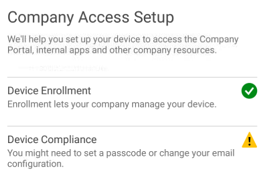 Company Access Setup
We'll help you set up your device to access the Company
Portal, internal apps and other company resources.
Device Enrollment
Enrollment lets your company manage your device.
Device Compliance
You might need to set a passcode or change your email
configuration.